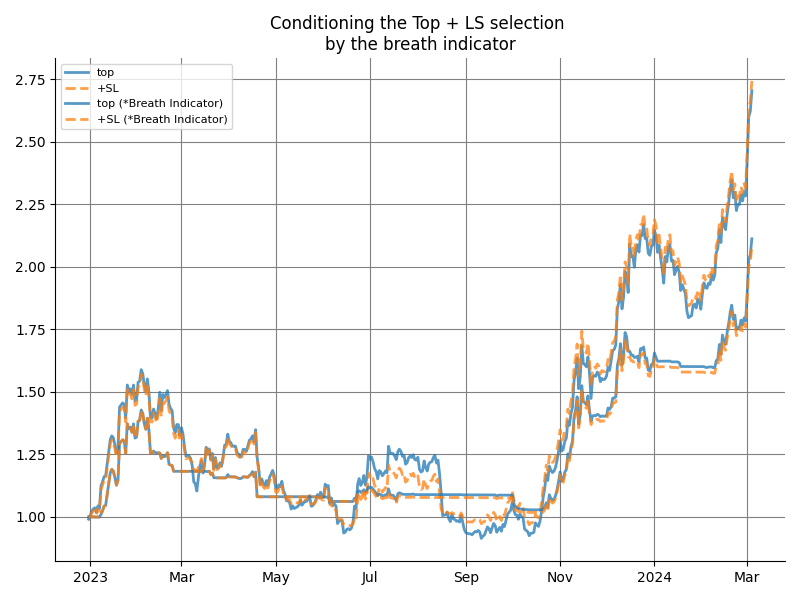 Conditioning the Top + LS selection
by the breath indicator
top
+SL
top (*Breath Indicator)
+SL (*Breath Indicator)
2.75
2.50
2.25
2.00
1.75
1.50
1.25
1.00
2023 Mar May Jul Sep Nov 2024 Mar